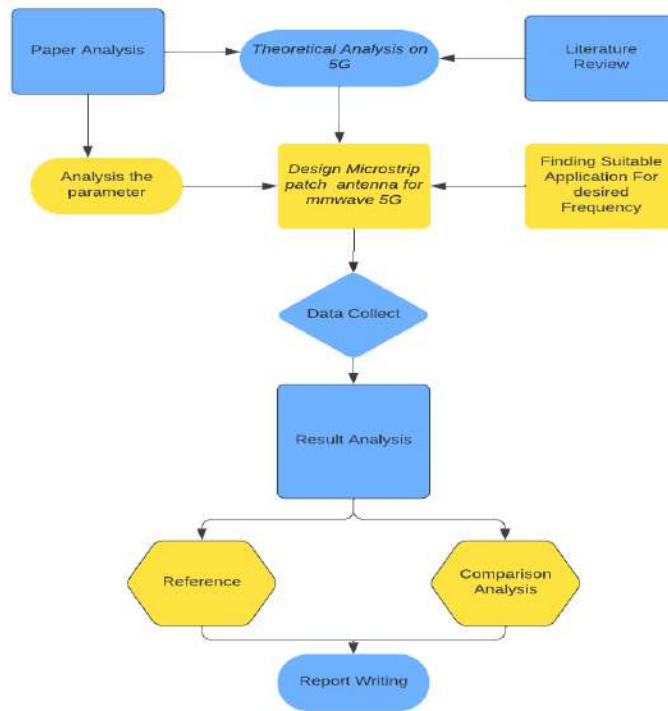 Paper Analysis
Theoretical Analysis on
5G
Literature
Review
Analysis the
parameter
Design Microstrip
patch antenna for
mmwave 5G
Finding Suitable
Application For
desired
Frequency
Data Collect
Result Analysis
Reference
Comparison
Analysis
Report Writing